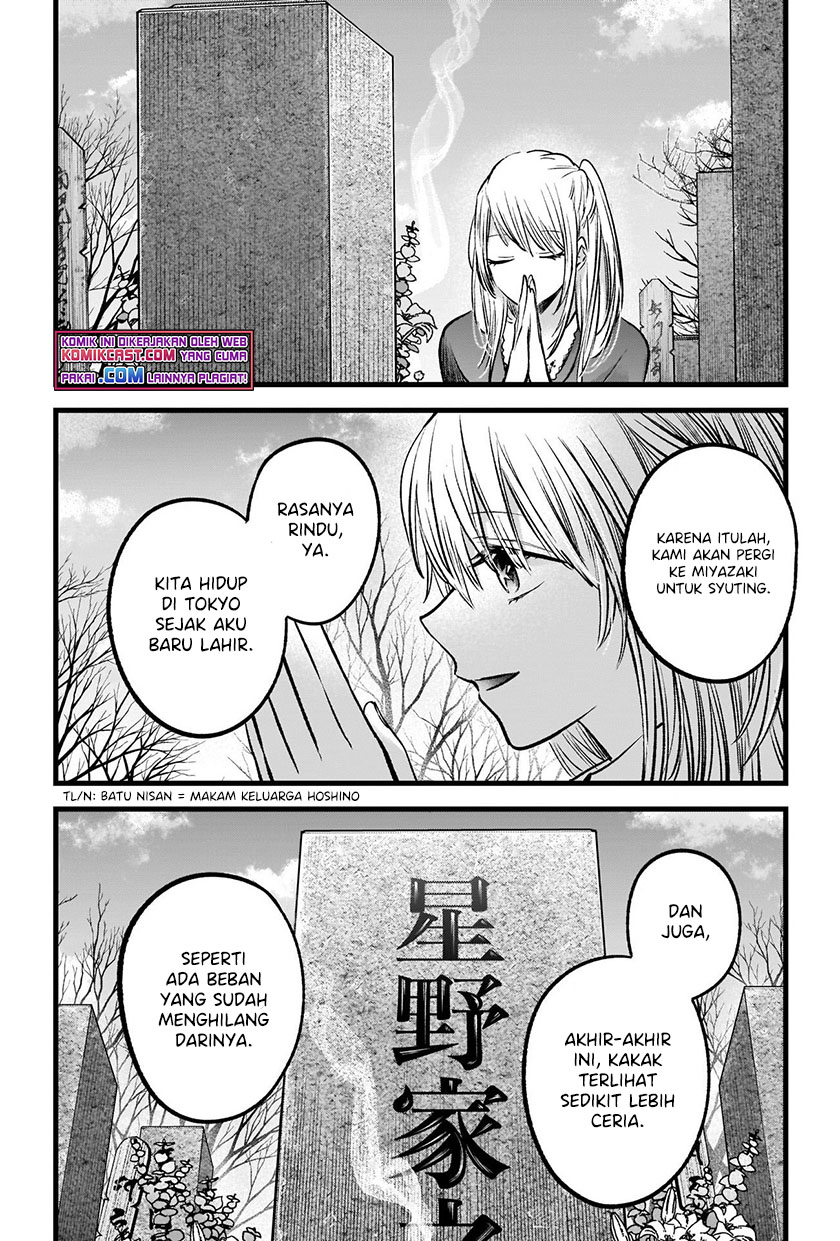 KOMIK INI DIKERJAKAN OLEH WEB
KOMIKCAST.COM YANG CUMA
PAKAI .COM LAINNYA PLAGIAT!
KARENA ITULAH,
KAMI AKAN PERGI
KE MIYAZAKI
UNTUK SYUTING.
RASANYA
RINDU,
YA.
KITA HIDUP
DI TOKYO
SEJAK AKU
BARU LAHIR.
TL/N: BATU NISAN = MAKAM KELUARGA HOSHINO
DAN
JUGA,
AKHIR-AKHIR
INI, KAKAK
TERLIHAT
SEDIKIT LEBIH
CERIA.
星野家
SEPERTI
ADA BEBAN
YANG SUDAH
MENGHILANG
DARINYA.